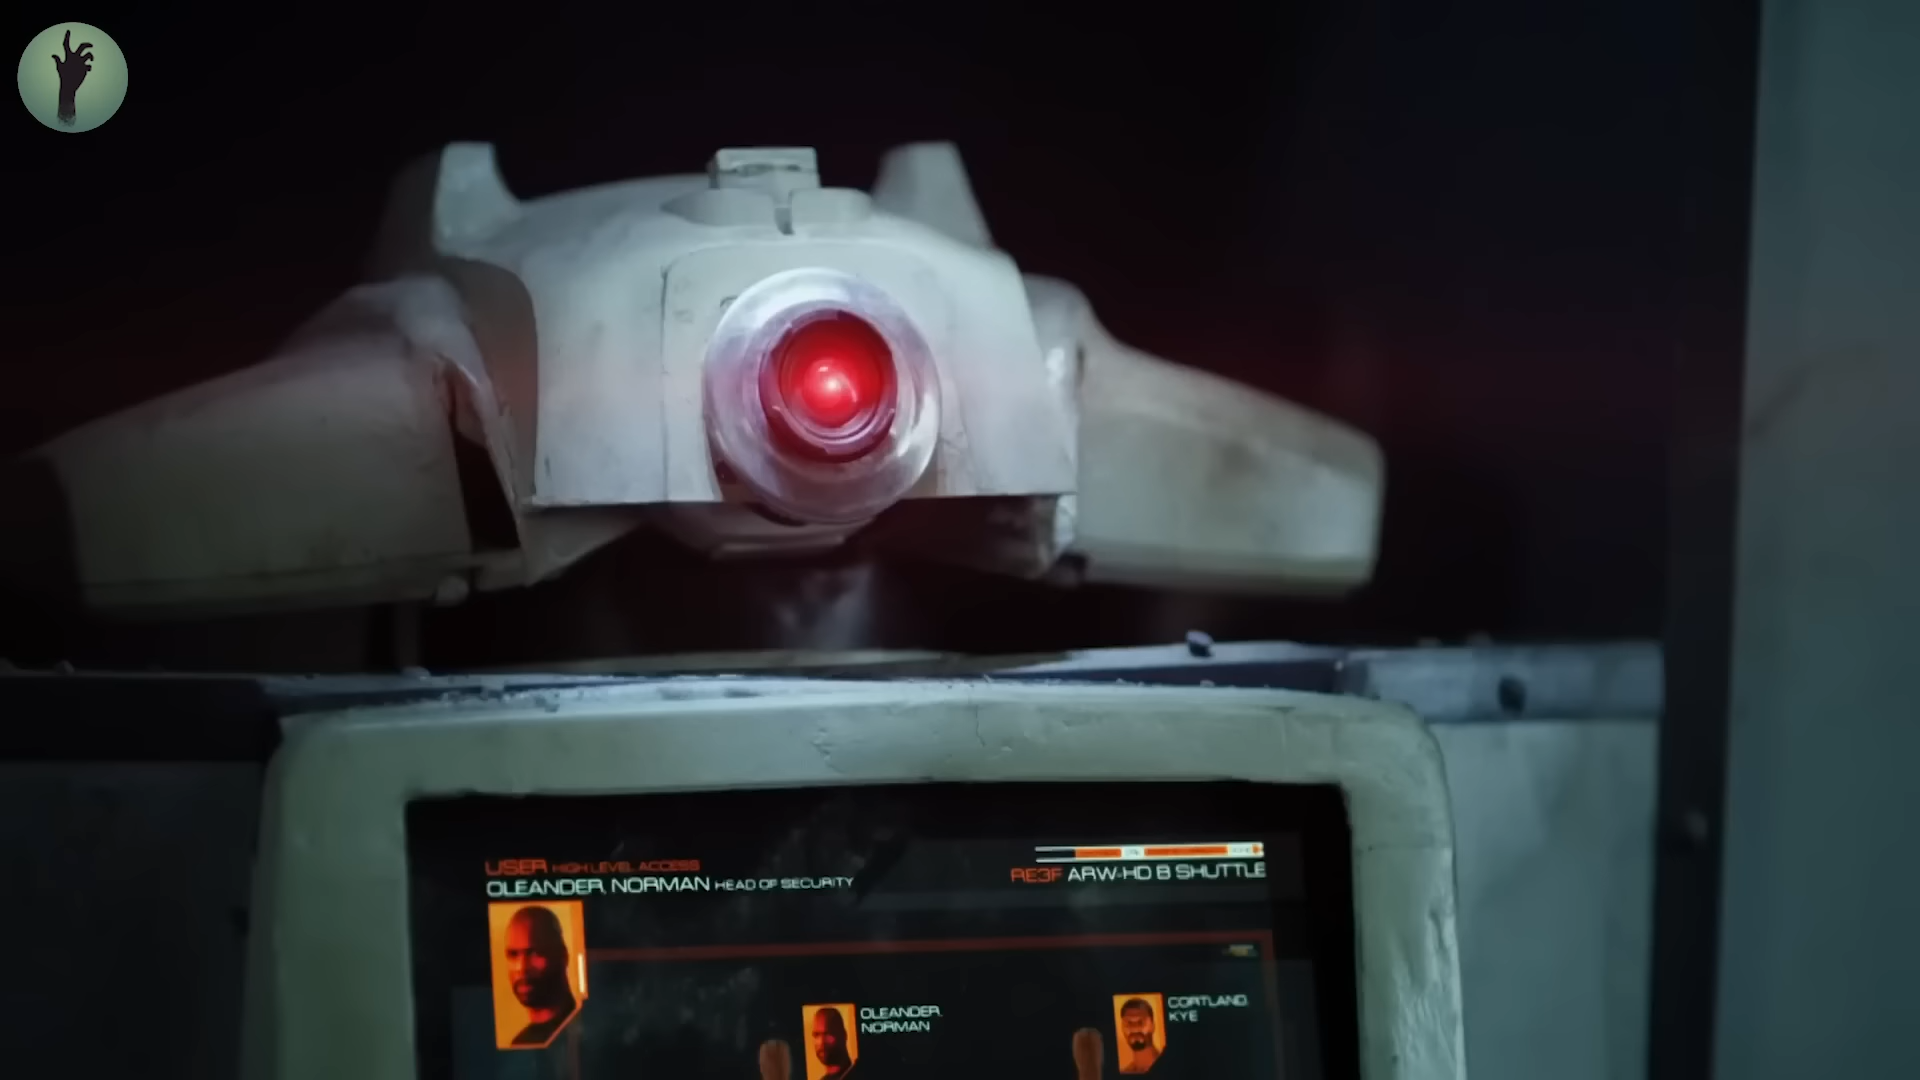 USER HIGH LEVEL ACCESS
OLEANDER, NORMAN HEAD OF SECURITY
RE3F ARW-HD B SHUTTLE
OLEANDER,
NORMAN
CORTLAND,
KYE